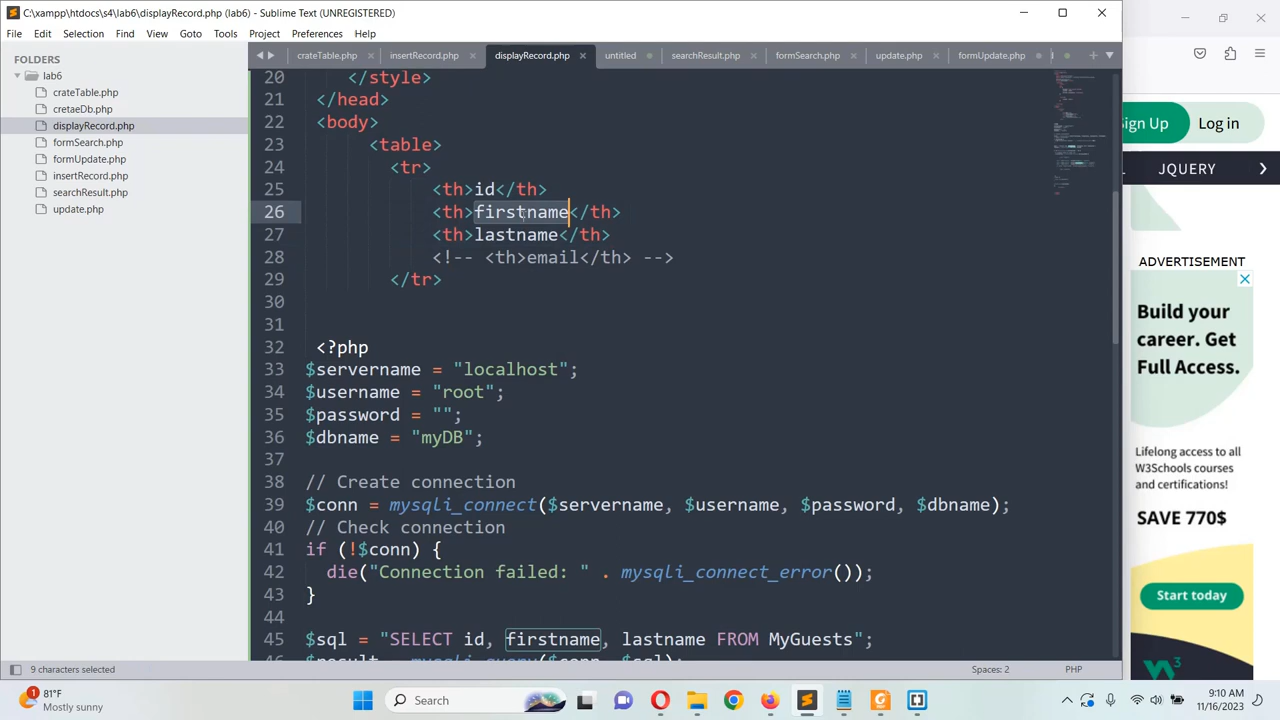 C:\xampp\htdocs\s4\lab6\displayRecord.php (lab6) - Sublime Text (UNREGISTERED)
File Edit Selection Find View Goto Tools Project Preferences Help
FOLDERS
lab6
crateTable.php
cretaeDb.php
displayRecord.php
formSearch.php
formUpdate.php
insertRecord.php
searchResult.php
update.php
crateTable.php insertRecord.php displayRecord.php untitled searchResult.php formSearch.php update.php formUpdate.php
20 </style>
21 </head>
22 <body>
23 <table>
24 <tr>
25 <th>id</th>
26 <th>firstname</th>
27 <th>lastname</th>
28 <!-- <th>email</th> -->
29 </tr>
30
31
32 <?php
33 $servername = "localhost";
34 $username = "root";
35 $password = "";
36 $dbname = "myDB";
37
38 // Create connection
39 $conn = mysqli_connect($servername, $username, $password, $dbname);
40 // Check connection
41 if (!$conn) {
42 die("Connection failed: " . mysqli_connect_error());
43 }
44
45 $sql = "SELECT id, firstname, lastname FROM MyGuests";
46 $result = mysqli_query($conn, $sql);
9 characters selected
Spaces: 2
PHP
ign Up
Log in
JQUERY
ADVERTISEMENT
Build your
career. Get
Full Access.
Lifelong access to all
W3Schools courses
and certifications!
SAVE 770$
Start today
81°F
Mostly sunny
Search
9:10 AM
11/16/2023